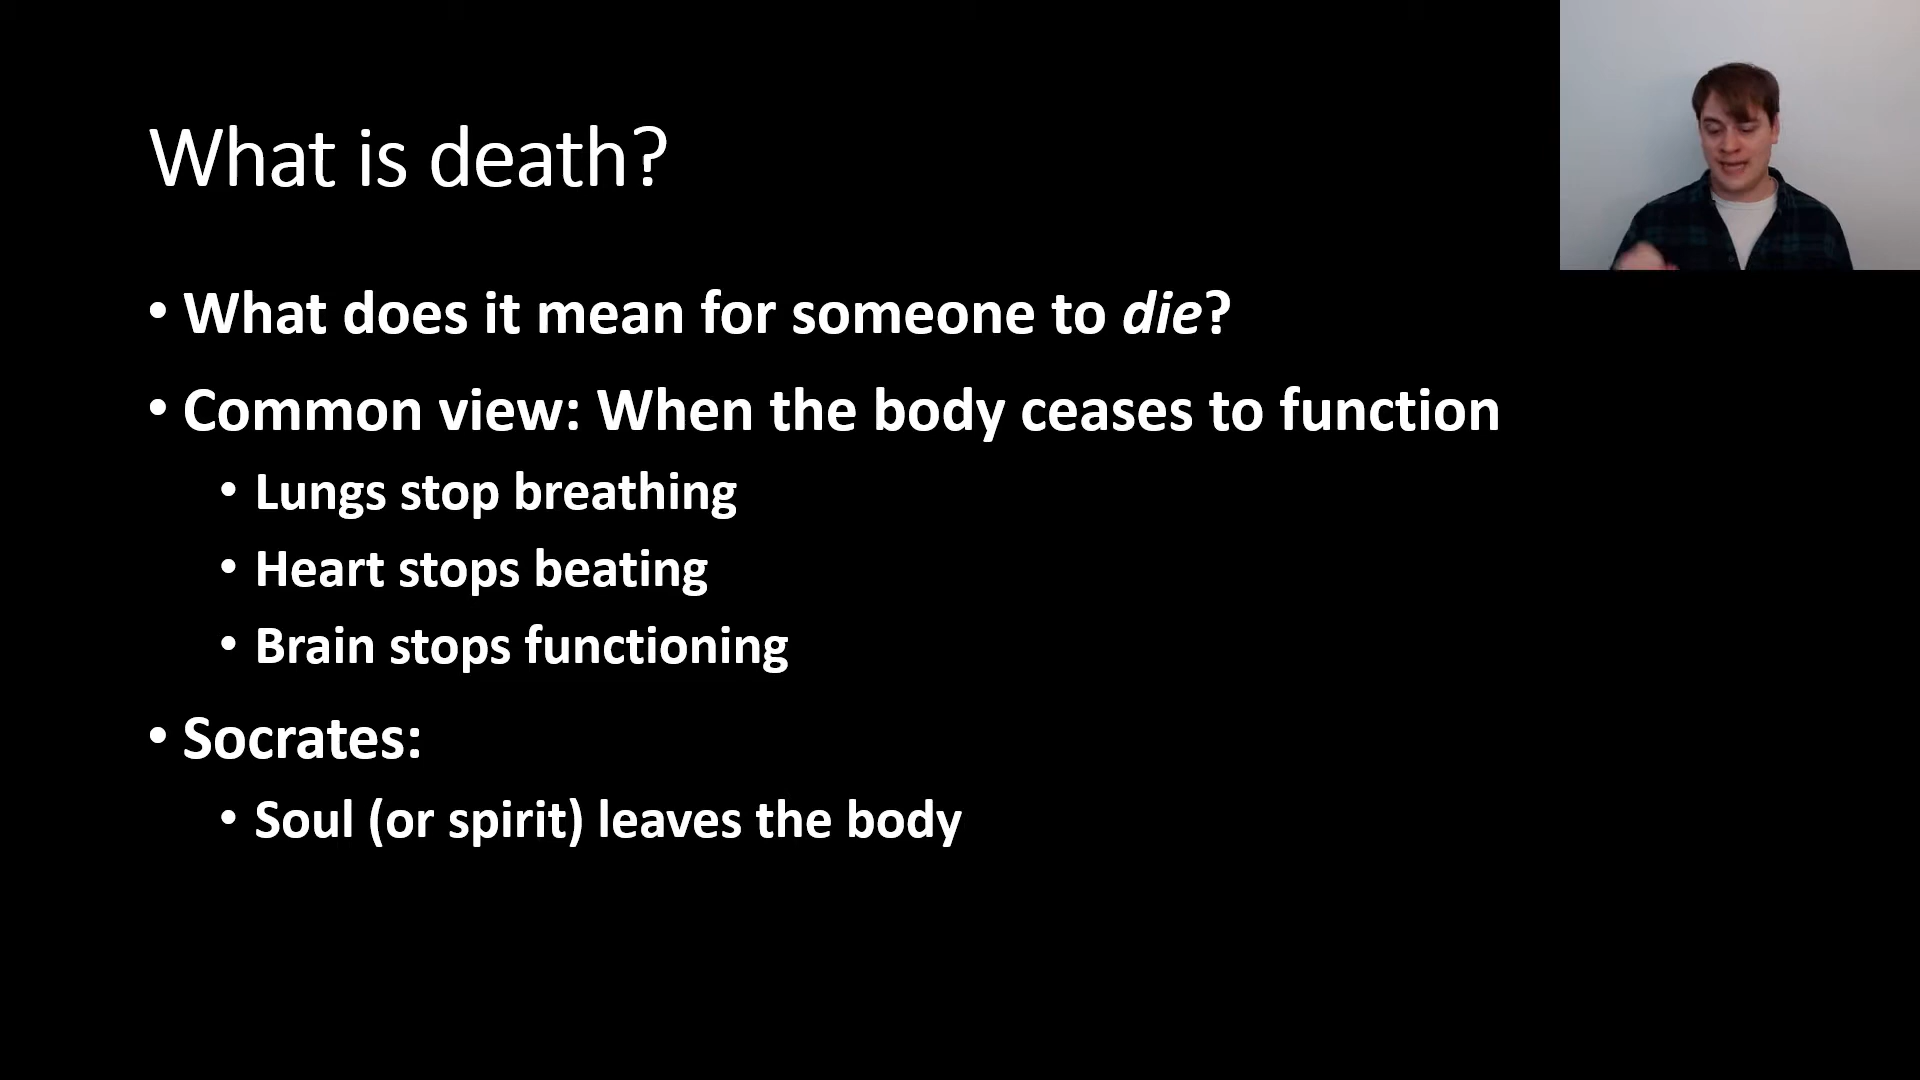 What is death?
• What does it mean for someone to die?
• Common view: When the body ceases to function
• Lungs stop breathing
• Heart stops beating
• Brain stops functioning
• Socrates:
• Soul (or spirit) leaves the body